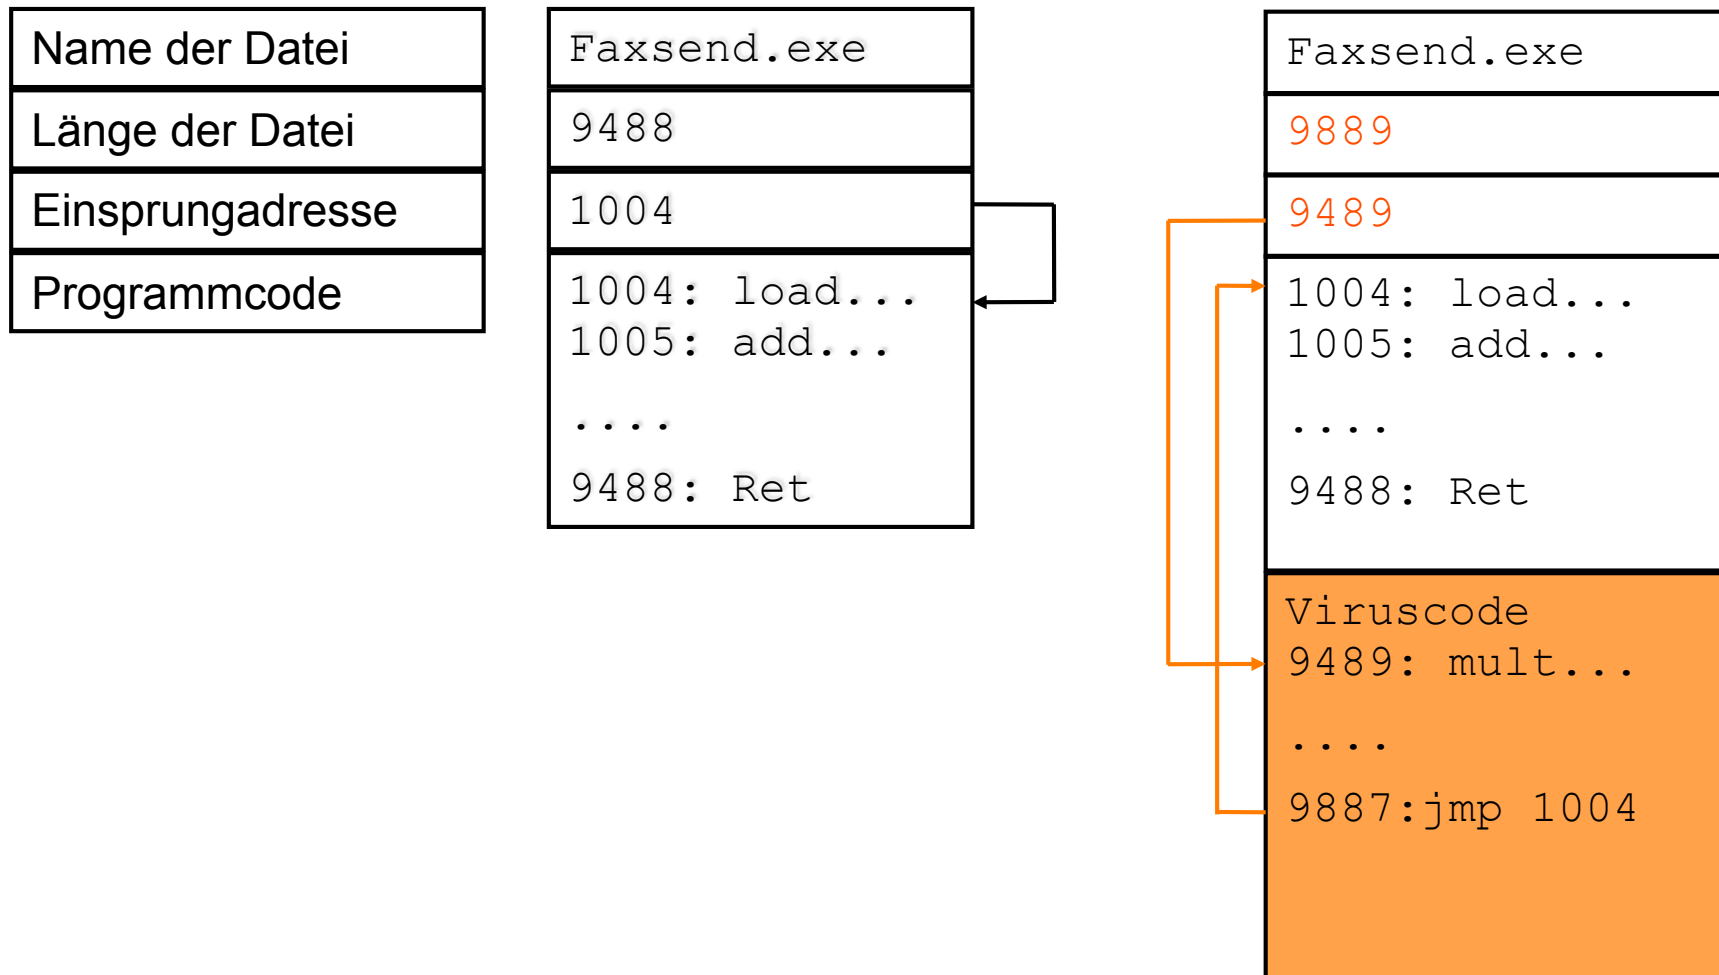 Name der Datei
Länge der Datei
Einsprungadresse
Programmcode
Faxsend.exe
9488
1004
1004: load...
1005: add...
....
9488: Ret
Faxsend.exe
9889
9489
1004: load...
1005: add...
....
9488: Ret
Viruscode
9489: mult...
....
9887:jmp 1004